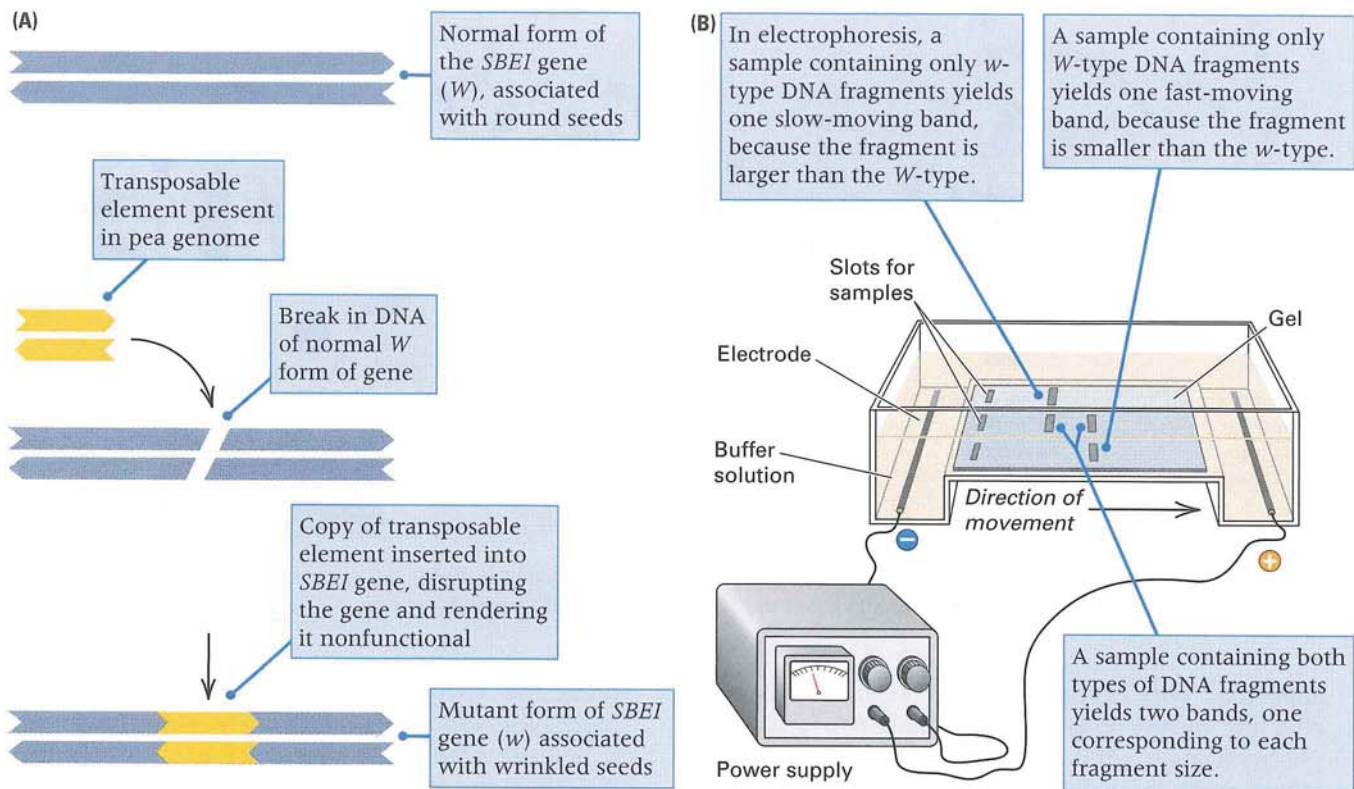 (A)
Normal form of
the SBEI gene
(W), associated
with round seeds
Transposable
element present
in pea genome
Break in DNA
of normal W
form of gene
Copy of transposable
element inserted into
SBEI gene, disrupting
the gene and rendering
it nonfunctional
Mutant form of SBEI
gene (w) associated
with wrinkled seeds
(B)
In electrophoresis, a
sample containing only w-
type DNA fragments yields
one slow-moving band,
because the fragment is
larger than the W-type.
A sample containing only
W-type DNA fragments
yields one fast-moving
band, because the fragment
is smaller than the w-type.
Slots for
samples
Gel
Electrode
Buffer
solution
Direction of
movement
−
+
Power supply
A sample containing both
types of DNA fragments
yields two bands, one
corresponding to each
fragment size.